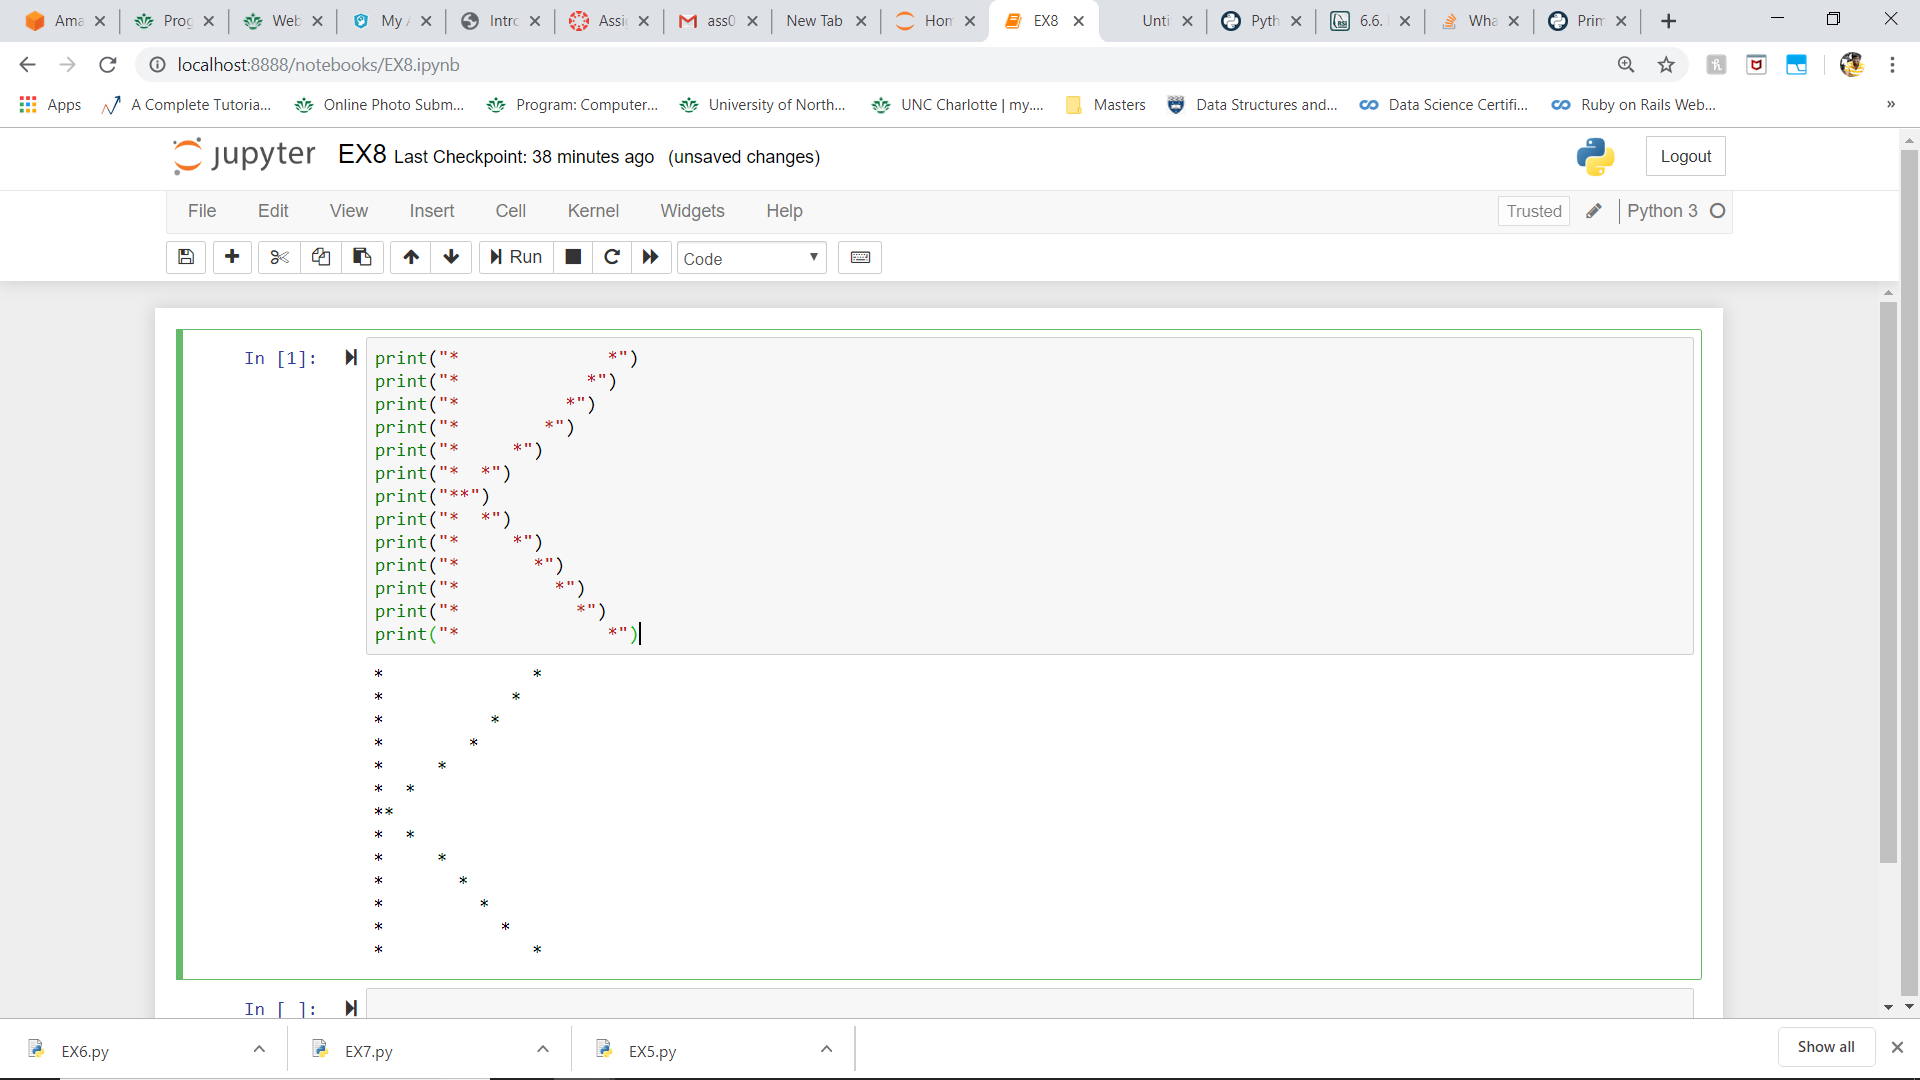 Ama Prog Web My A Intro Assig ass0 New Tab Hom EX8 Unti Pyth 6.6. Wha Prim
localhost:8888/notebooks/EX8.ipynb
Apps A Complete Tutoria... Online Photo Subm... Program: Computer... University of North... UNC Charlotte | my.... Masters Data Structures and... Data Science Certifi... Ruby on Rails Web... »
jupyter EX8 Last Checkpoint: 38 minutes ago (unsaved changes) Logout
File Edit View Insert Cell Kernel Widgets Help Trusted Python 3
Run Code
In [1]:
print("*              *")
print("*            *")
print("*          *")
print("*        *")
print("*     *")
print("*  *")
print("**")
print("*  *")
print("*     *")
print("*       *")
print("*         *")
print("*           *")
print("*              *")
*              *
*            *
*          *
*        *
*     *
*  *
**
*  *
*     *
*       *
*         *
*           *
*              *
In [ ]:
EX6.py EX7.py EX5.py Show all